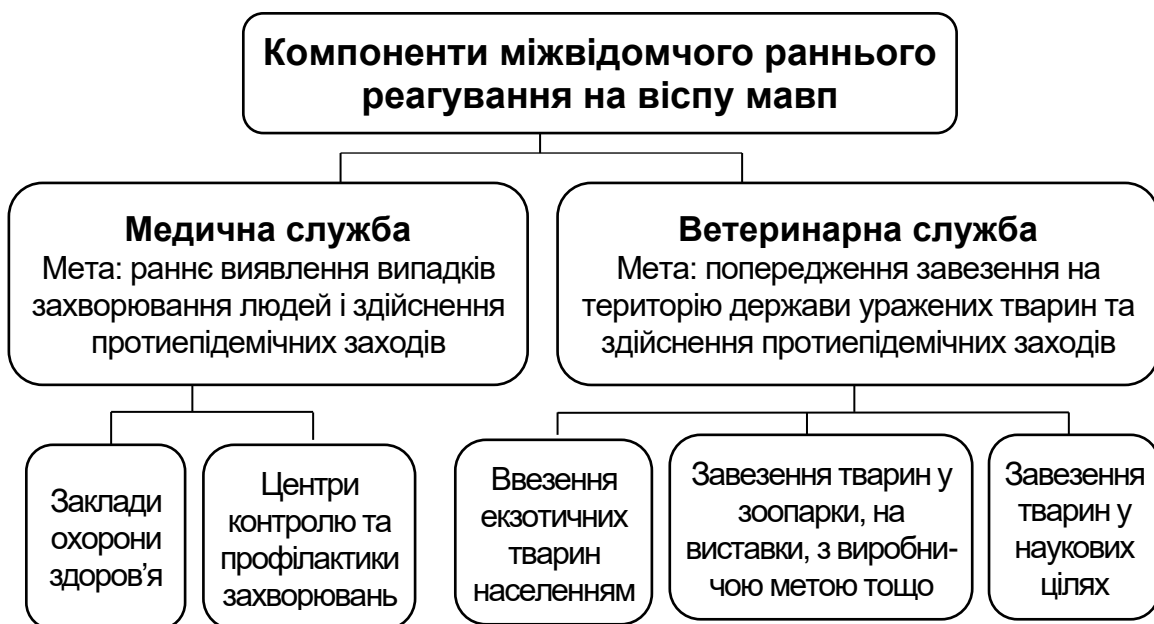 Компоненти міжвідомчого раннього
реагування на віспу мавп
Медична служба
Мета: раннє виявлення випадків
захворювання людей і здійснення
протиепідемічних заходів
Ветеринарна служба
Мета: попередження завезення на
територію держави уражених тварин та
здійснення протиепідемічних заходів
Заклади
охорони
здоров’я
Центри
контролю та
профілактики
захворювань
Ввезення
екзотичних
тварин
населенням
Завезення тварин у
зоопарки, на
виставки, з виробни-
чою метою тощо
Завезення
тварин у
наукових
цілях